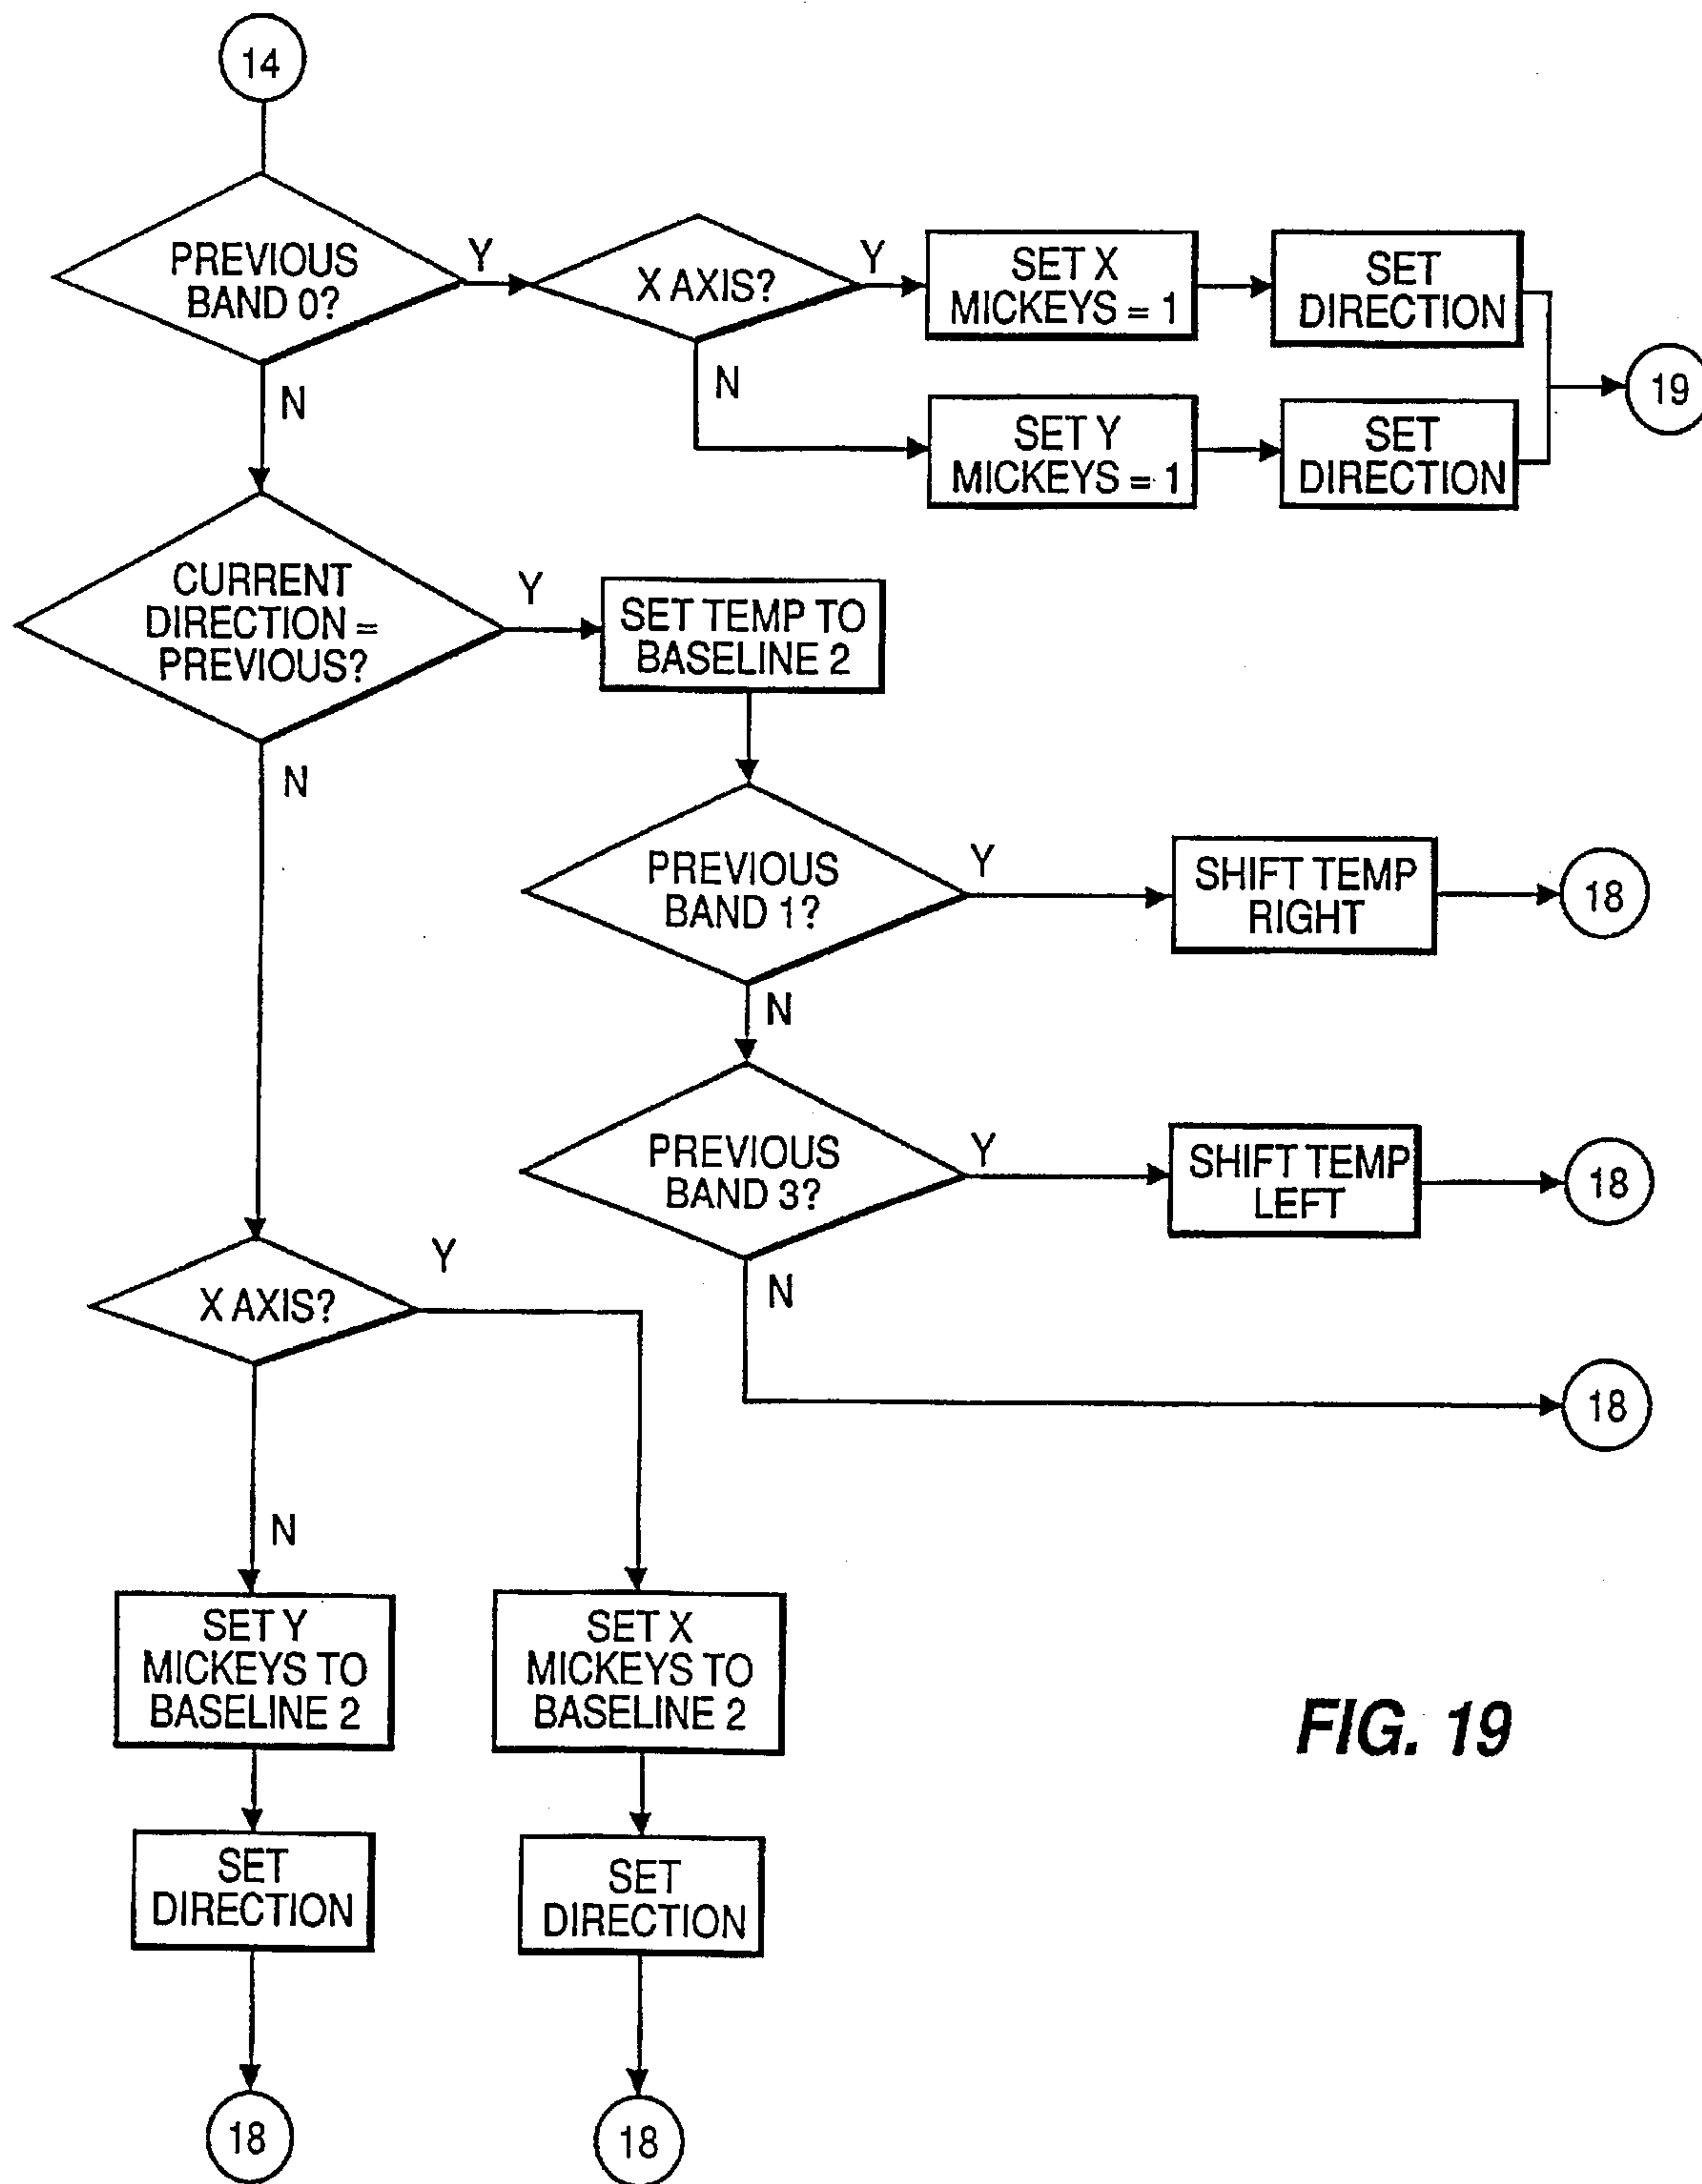 14
PREVIOUS
BAND 0?
Y
X AXIS?
Y
SET X
MICKEYS = 1
SET
DIRECTION
N
N
SET Y
MICKEYS = 1
SET
DIRECTION
19
CURRENT
DIRECTION =
PREVIOUS?
Y
SET TEMP TO
BASELINE 2
N
PREVIOUS
BAND 1?
Y
SHIFT TEMP
RIGHT
18
N
PREVIOUS
BAND 3?
Y
SHIFT TEMP
LEFT
18
N
18
X AXIS?
Y
N
SET Y
MICKEYS TO
BASELINE 2
SET X
MICKEYS TO
BASELINE 2
SET
DIRECTION
SET
DIRECTION
18
18
FIG. 19